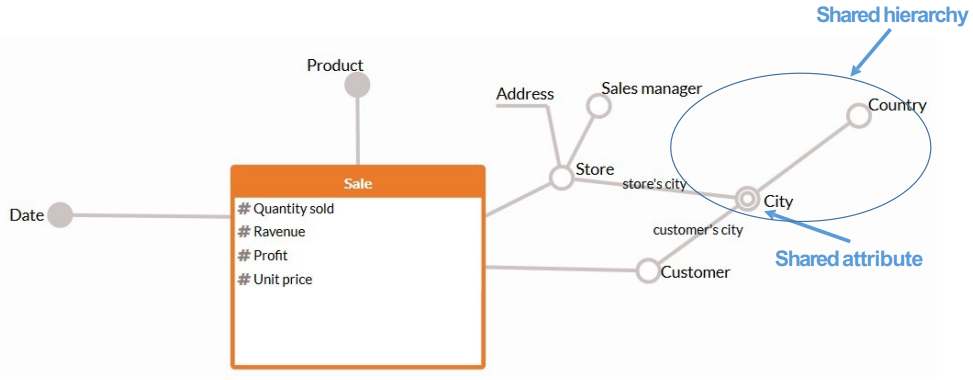 Shared hierarchy
Product
Address
Sales manager
Country
Sale
Store
store's city
City
Date
# Quantity sold
# Ravenue
# Profit
# Unit price
customer's city
Shared attribute
Customer